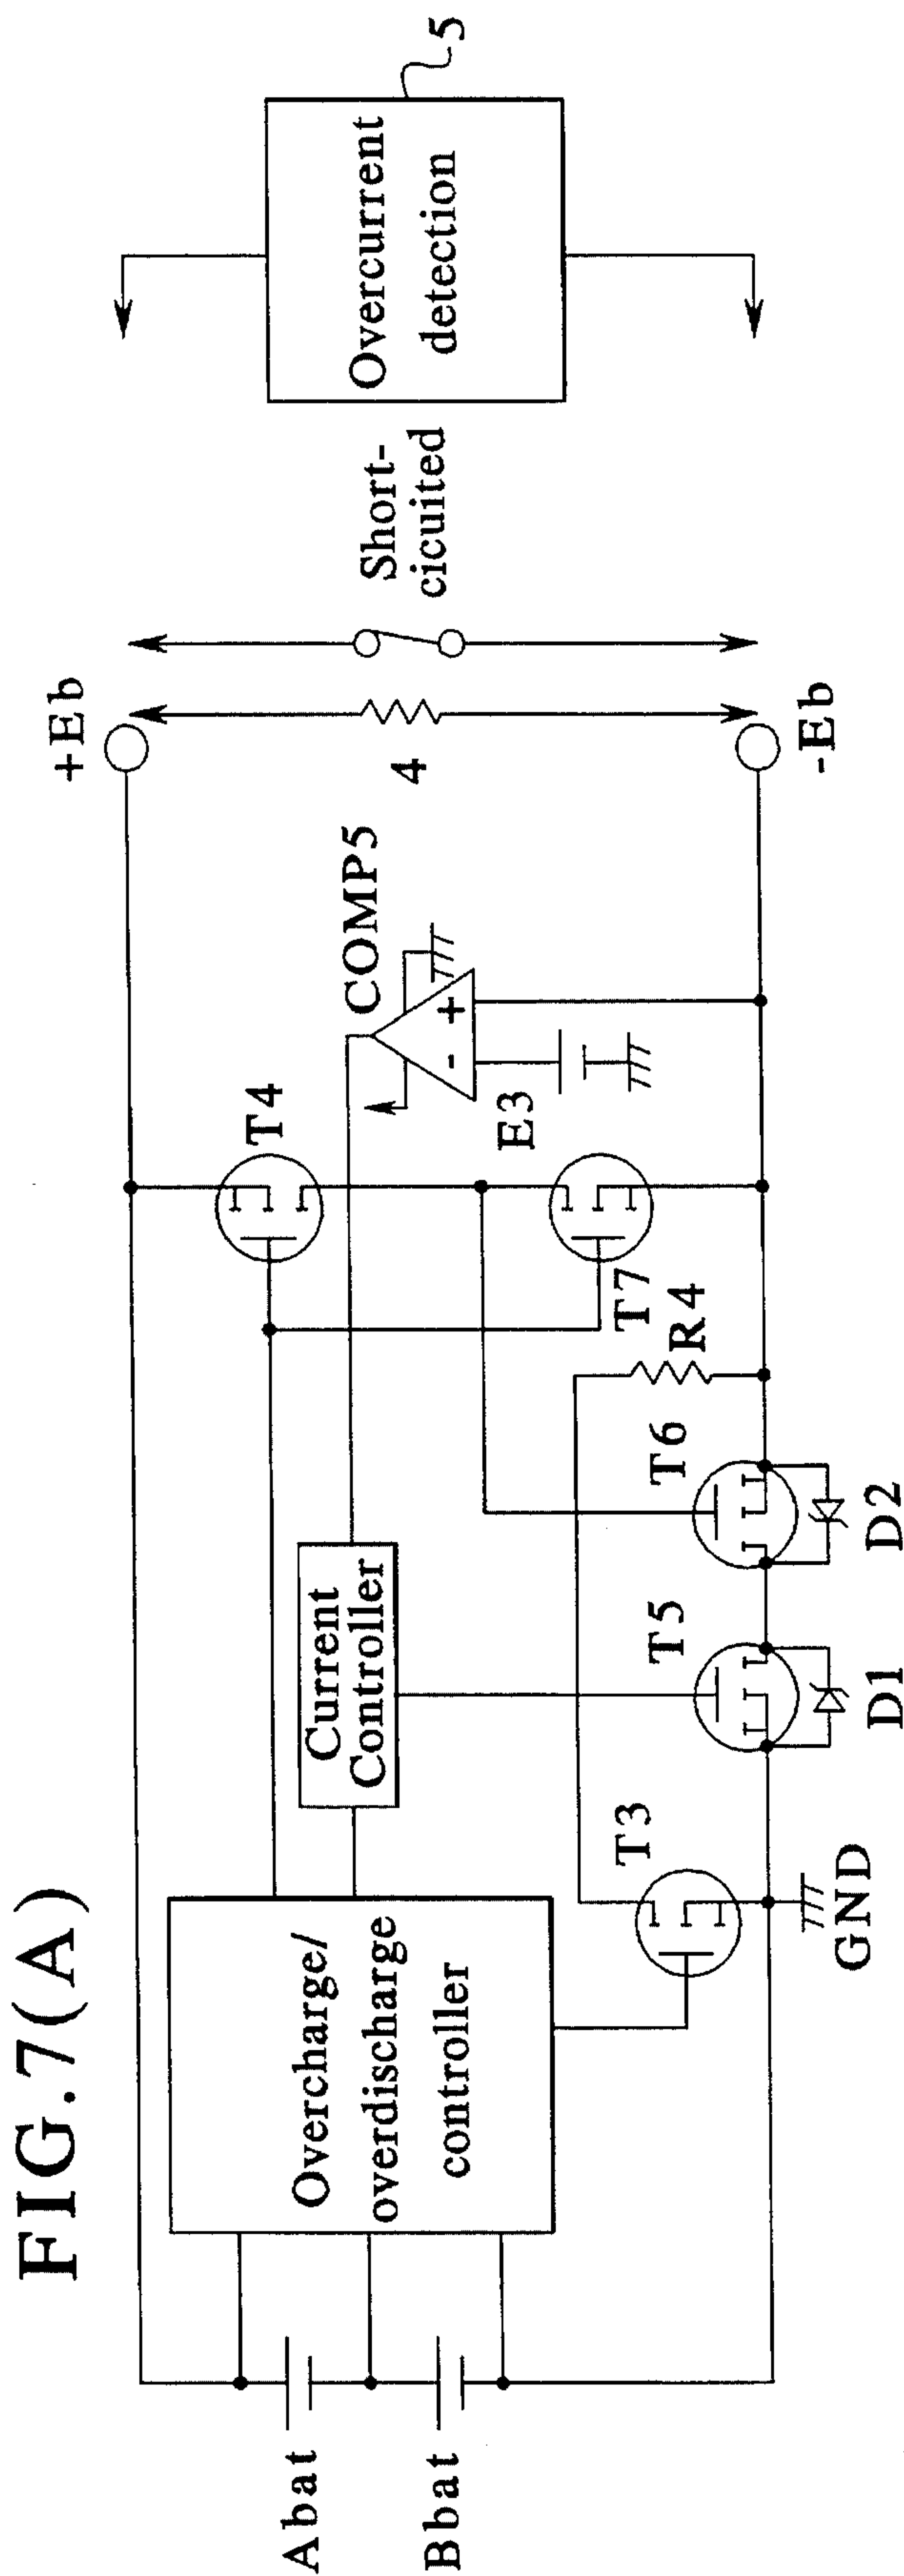 FIG.7(A)
+Eb
T4
COMP5
-
+
E3
4
Short-
cicuited
Overcurrent
detection
5
Overcharge/
overdischarge
controller
Current
Controller
Abat
Bbat
T7
R4
T3
T5
T6
GND
D1
D2
-Eb